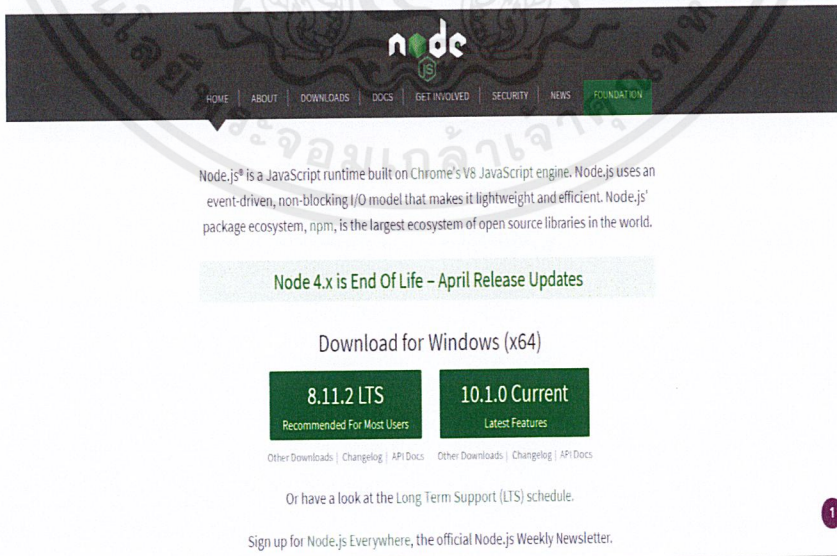 node
JS
HOME | ABOUT | DOWNLOADS | DOCS | GET INVOLVED | SECURITY | NEWS | FOUNDATION
Node.js® is a JavaScript runtime built on Chrome's V8 JavaScript engine. Node.js uses an
event-driven, non-blocking I/O model that makes it lightweight and efficient. Node.js'
package ecosystem, npm, is the largest ecosystem of open source libraries in the world.
Node 4.x is End Of Life – April Release Updates
Download for Windows (x64)
8.11.2 LTS
Recommended For Most Users
10.1.0 Current
Latest Features
Other Downloads | Changelog | API Docs
Other Downloads | Changelog | API Docs
Or have a look at the Long Term Support (LTS) schedule.
Sign up for Node.js Everywhere, the official Node.js Weekly Newsletter.
1